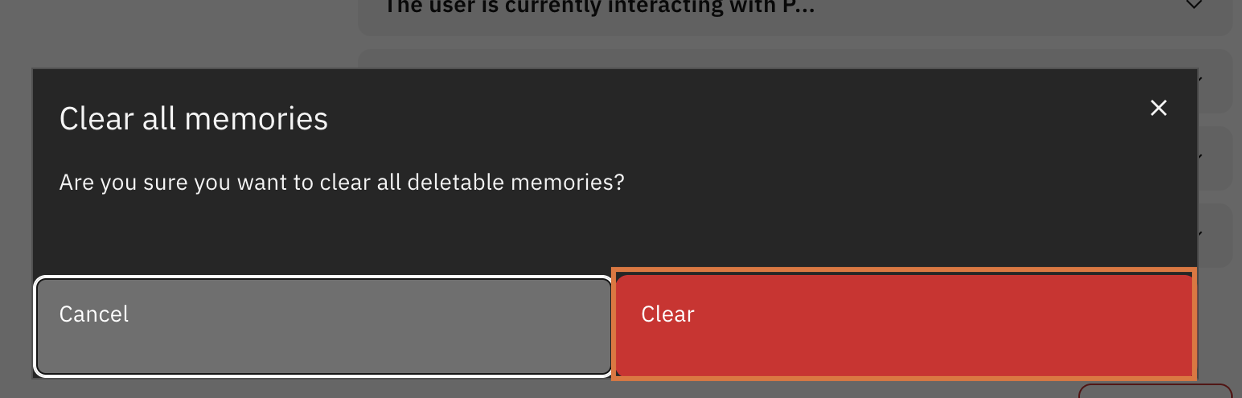 The user is currently interacting with P...
Clear all memories
Are you sure you want to clear all deletable memories?
Cancel
Clear